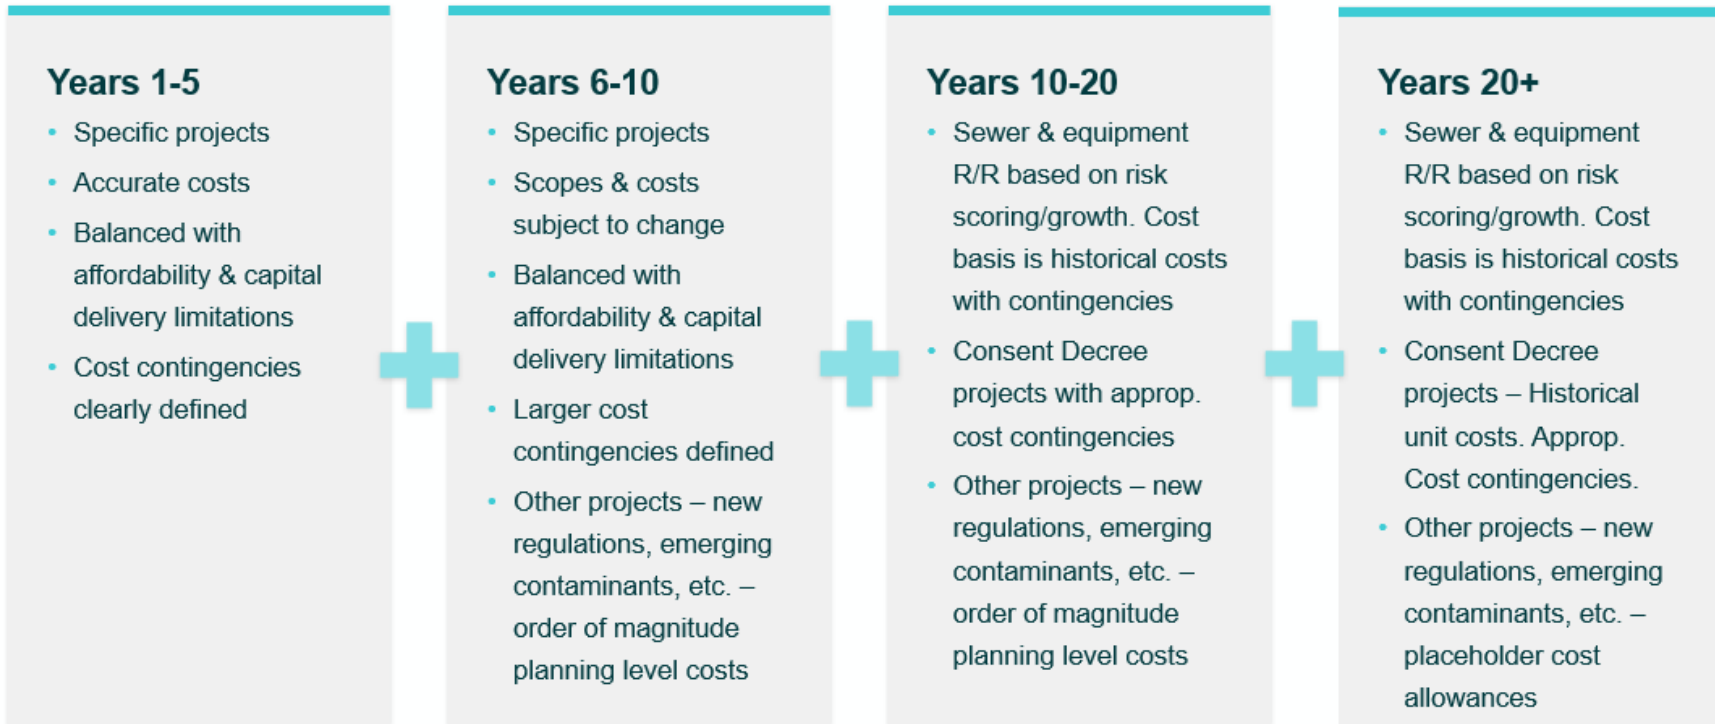 Years 1-5
• Specific projects
• Accurate costs
• Balanced with
affordability & capital
delivery limitations
• Cost contingencies
clearly defined
Years 6-10
• Specific projects
• Scopes & costs
subject to change
• Balanced with
affordability & capital
delivery limitations
• Larger cost
contingencies defined
• Other projects – new
regulations, emerging
contaminants, etc. –
order of magnitude
planning level costs
Years 10-20
• Sewer & equipment
R/R based on risk
scoring/growth. Cost
basis is historical costs
with contingencies
• Consent Decree
projects with approp.
cost contingencies
• Other projects – new
regulations, emerging
contaminants, etc. –
order of magnitude
planning level costs
Years 20+
• Sewer & equipment
R/R based on risk
scoring/growth. Cost
basis is historical costs
with contingencies
• Consent Decree
projects – Historical
unit costs. Approp.
Cost contingencies.
• Other projects – new
regulations, emerging
contaminants, etc. –
placeholder cost
allowances